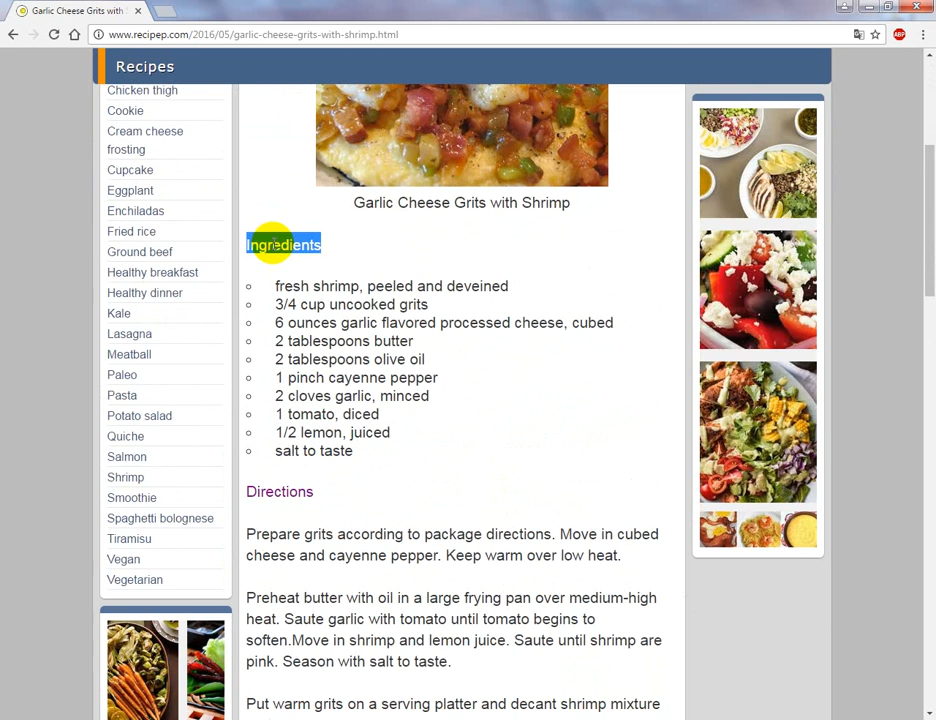 Garlic Cheese Grits with S
www.recipep.com/2016/05/garlic-cheese-grits-with-shrimp.html
ABP
Recipes
Chicken thigh
Cookie
Cream cheese
frosting
Cupcake
Eggplant
Enchiladas
Fried rice
Ground beef
Healthy breakfast
Healthy dinner
Kale
Lasagna
Meatball
Paleo
Pasta
Potato salad
Quiche
Salmon
Shrimp
Smoothie
Spaghetti bolognese
Tiramisu
Vegan
Vegetarian
Garlic Cheese Grits with Shrimp
Ingredients
fresh shrimp, peeled and deveined
3/4 cup uncooked grits
6 ounces garlic flavored processed cheese, cubed
2 tablespoons butter
2 tablespoons olive oil
1 pinch cayenne pepper
2 cloves garlic, minced
1 tomato, diced
1/2 lemon, juiced
salt to taste
Directions
Prepare grits according to package directions. Move in cubed
cheese and cayenne pepper. Keep warm over low heat.
Preheat butter with oil in a large frying pan over medium-high
heat. Saute garlic with tomato until tomato begins to
soften.Move in shrimp and lemon juice. Saute until shrimp are
pink. Season with salt to taste.
Put warm grits on a serving platter and decant shrimp mixture